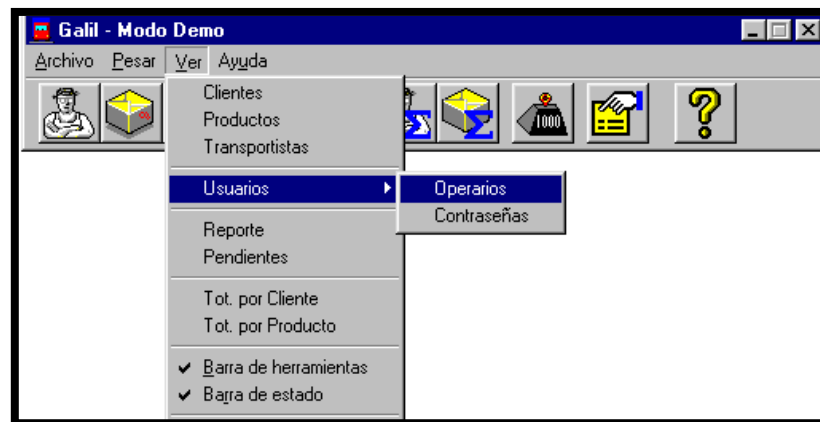 Galil - Modo Demo
Archivo Pesar Ver Ayuda
1000
Clientes
Productos
Transportistas
Usuarios
Operarios
Contraseñas
Reporte
Pendientes
Tot. por Cliente
Tot. por Producto
Barra de herramientas
Barra de estado